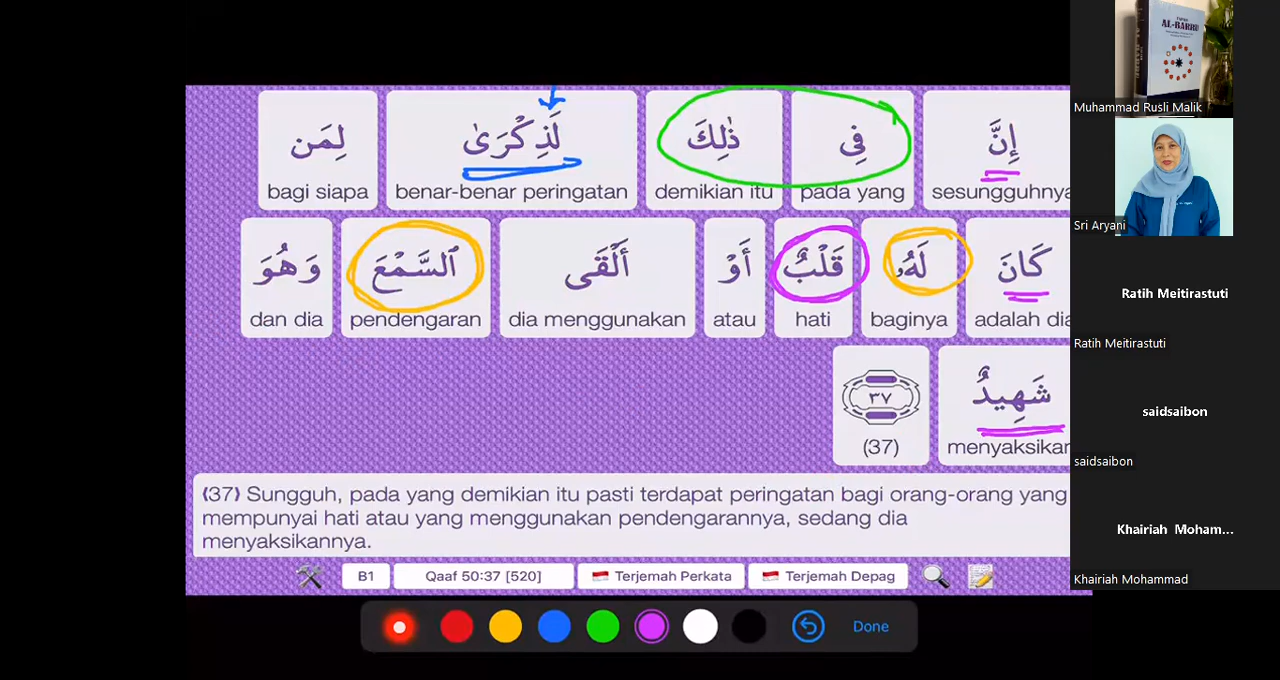 إِنَّ فِى ذَٰلِكَ لَذِكْرَىٰ لِمَن
sesungguhnya pada yang demikian itu benar-benar peringatan bagi siapa
كَانَ لَهُۥ قَلْبٌ أَوْ أَلْقَى ٱلسَّمْعَ وَهُوَ
adalah dia baginya hati atau dia menggunakan pendengaran dan dia
شَهِيدٌ ٣٧
menyaksikan (37)
(37) Sungguh, pada yang demikian itu pasti terdapat peringatan bagi orang-orang yang
mempunyai hati atau yang menggunakan pendengarannya, sedang dia
menyaksikannya.
B1 Qaaf 50:37 [520] Terjemah Perkata Terjemah Depag
Done
AL-BARRU
Muhammad Rusli Malik
Sri Aryani
Ratih Meitirastuti
Ratih Meitirastuti
saidsaibon
saidsaibon
Khairiah Moham...
Khairiah Mohammad